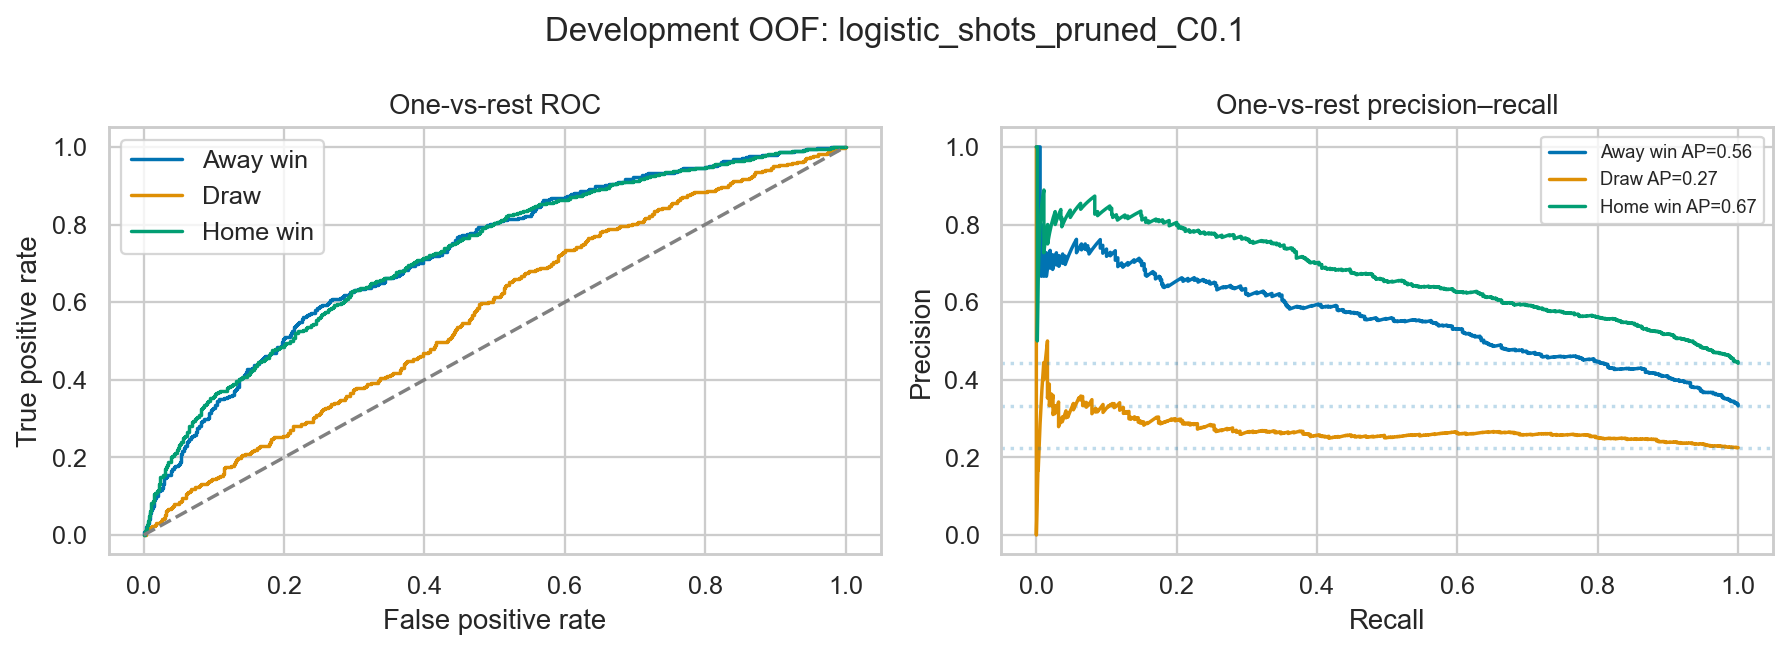 Development OOF: logistic_shots_pruned_C0.1
One-vs-rest ROC
True positive rate
1.0
0.8
0.6
0.4
0.2
0.0
Away win
Draw
Home win
0.0 0.2 0.4 0.6 0.8 1.0
False positive rate
One-vs-rest precision–recall
Precision
1.0
0.8
0.6
0.4
0.2
0.0
Away win AP=0.56
Draw AP=0.27
Home win AP=0.67
0.0 0.2 0.4 0.6 0.8 1.0
Recall